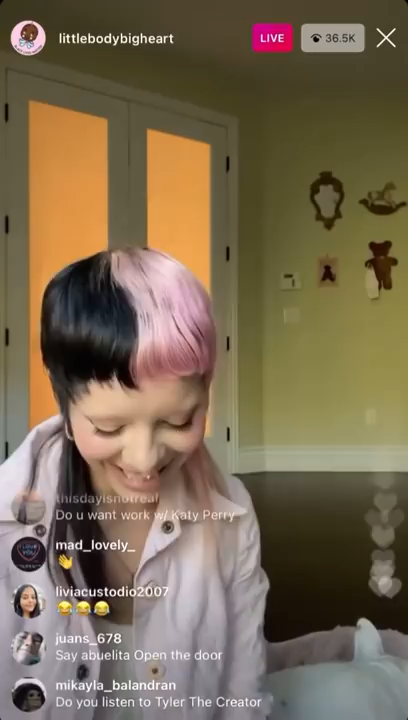 littlebodybigheart
LIVE
36.5K
thisdayisnotreal
Do u want work w/ Katy Perry
mad_lovely_
👋
liviacustodio2007
😂😂😂
juans_678
Say abuelita Open the door
mikayla_balandran
Do you listen to Tyler The Creator